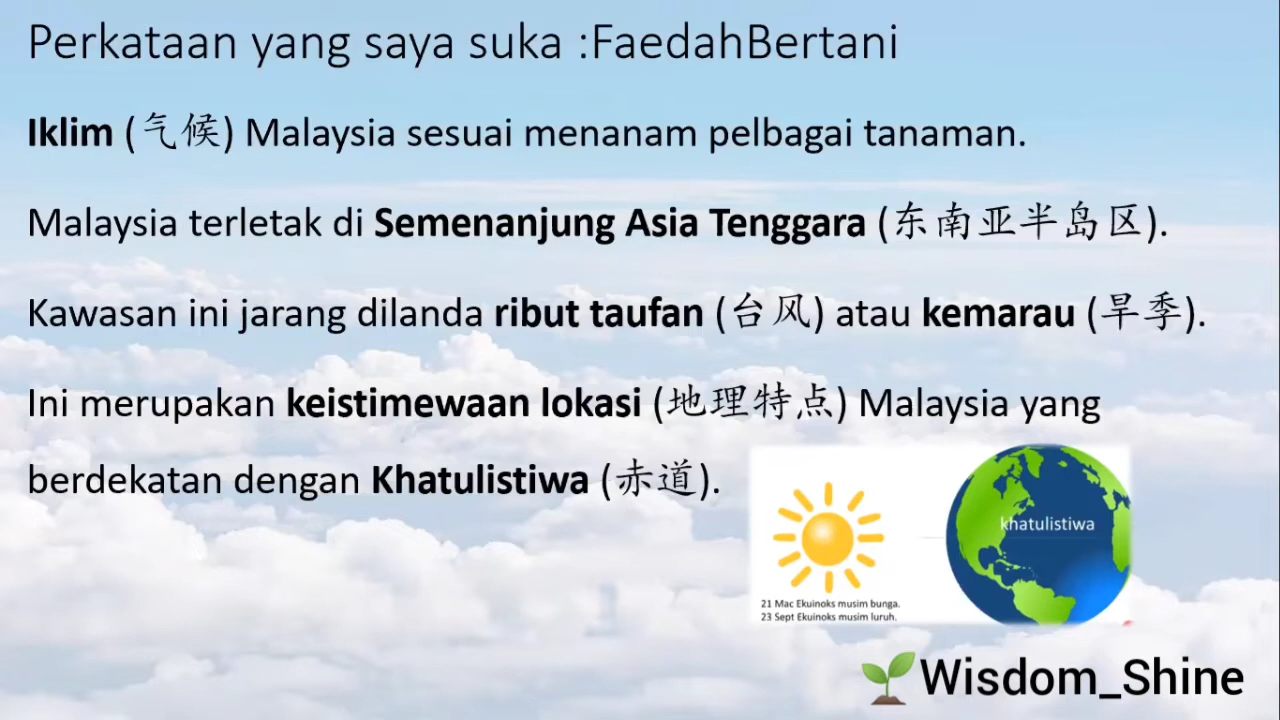 Perkataan yang saya suka :FaedahBertani
Iklim (气候) Malaysia sesuai menanam pelbagai tanaman.
Malaysia terletak di Semenanjung Asia Tenggara (东南亚半岛区).
Kawasan ini jarang dilanda ribut taufan (台风) atau kemarau (旱季).
Ini merupakan keistimewaan lokasi (地理特点) Malaysia yang
berdekatan dengan Khatulistiwa (赤道).
khatulistiwa
21 Mac Ekuinoks musim bunga.
23 Sept Ekuinoks musim luruh.
Wisdom_Shine